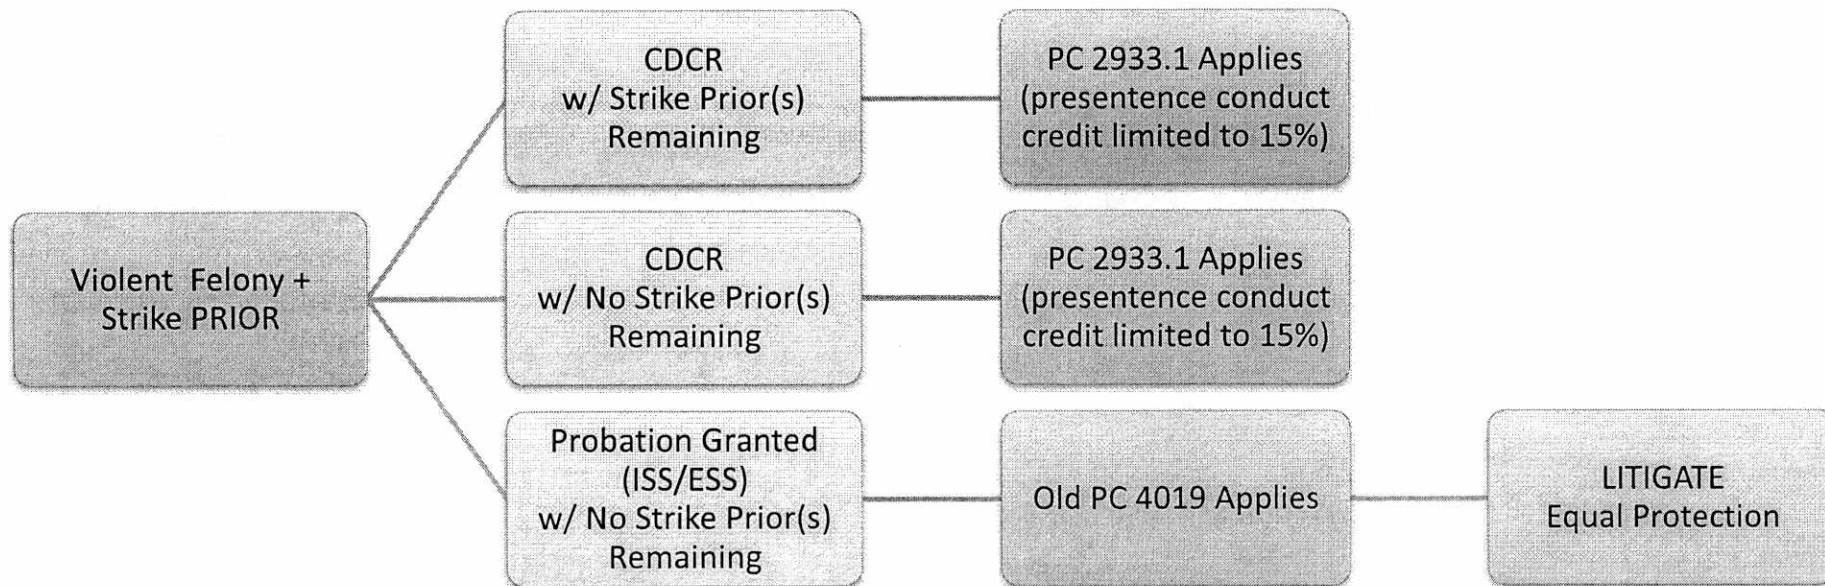 Violent Felony +
Strike PRIOR
CDCR
w/ Strike Prior(s)
Remaining
PC 2933.1 Applies
(presentence conduct
credit limited to 15%)
CDCR
w/ No Strike Prior(s)
Remaining
PC 2933.1 Applies
(presentence conduct
credit limited to 15%)
Probation Granted
(ISS/ESS)
w/ No Strike Prior(s)
Remaining
Old PC 4019 Applies
LITIGATE
Equal Protection